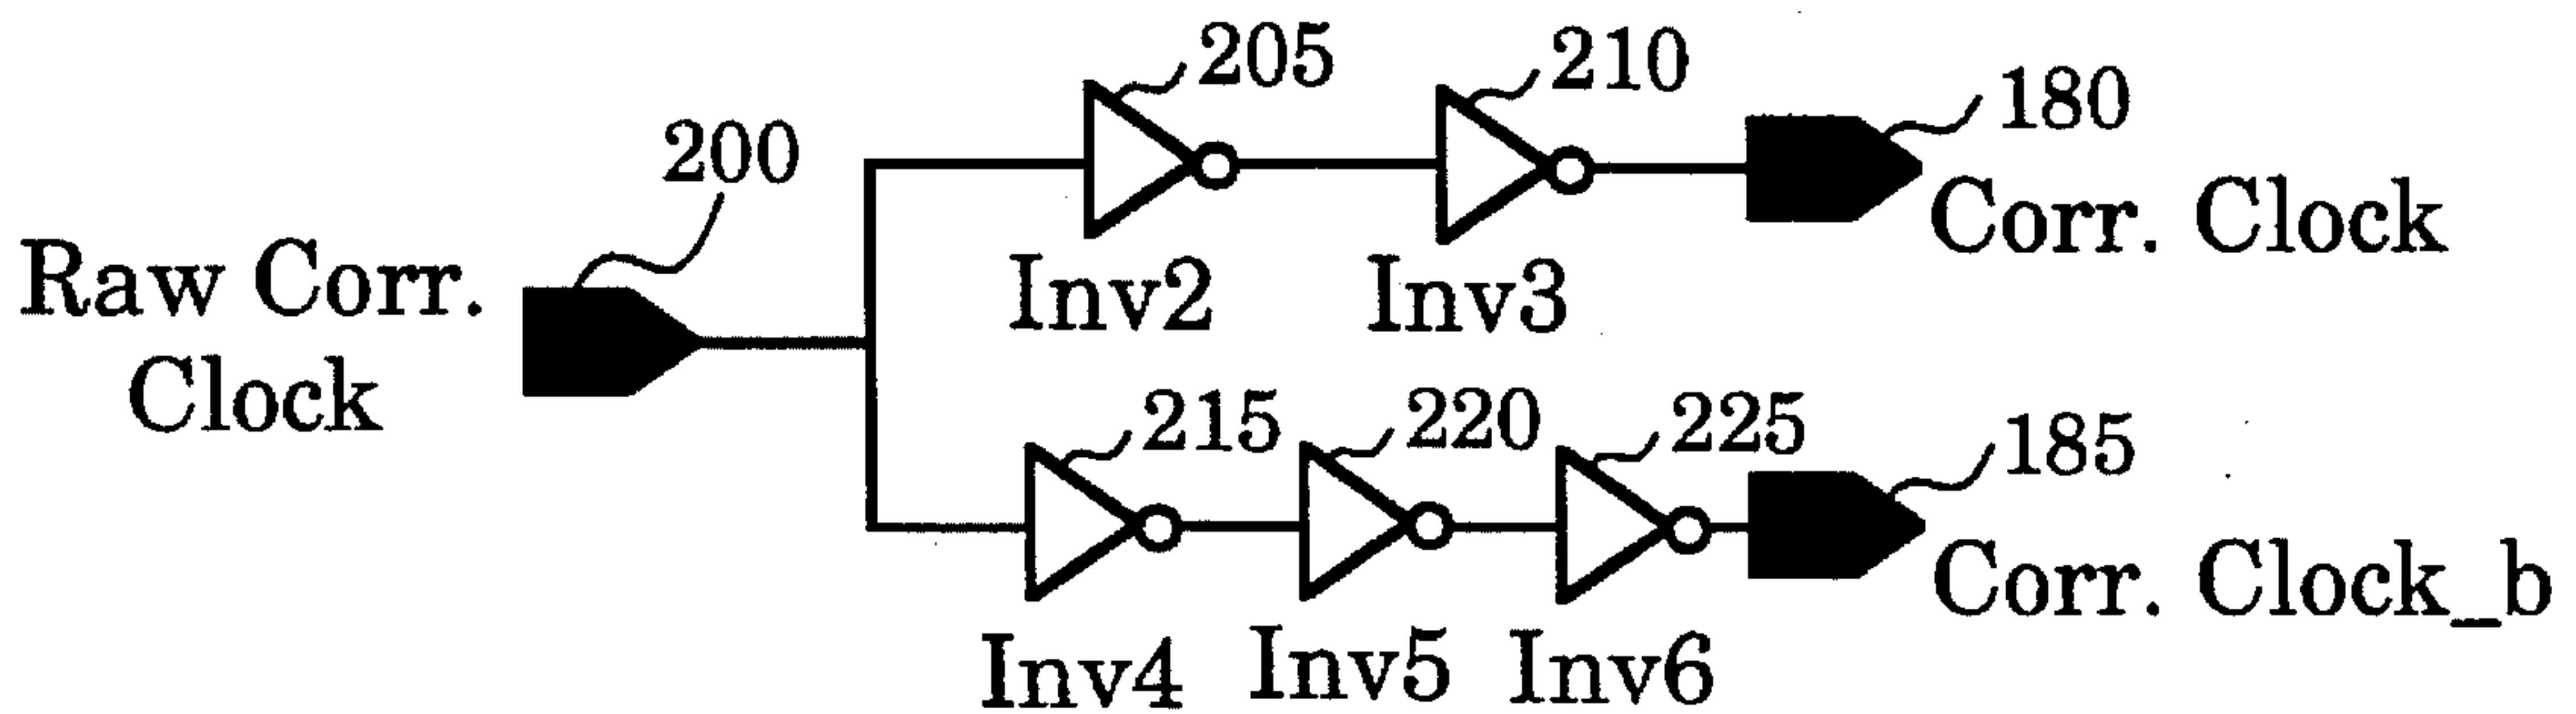 205
210
180
200
Corr. Clock
Raw Corr.
Clock
Inv2
Inv3
215
220
225
185
Corr. Clock_b
Inv4
Inv5
Inv6